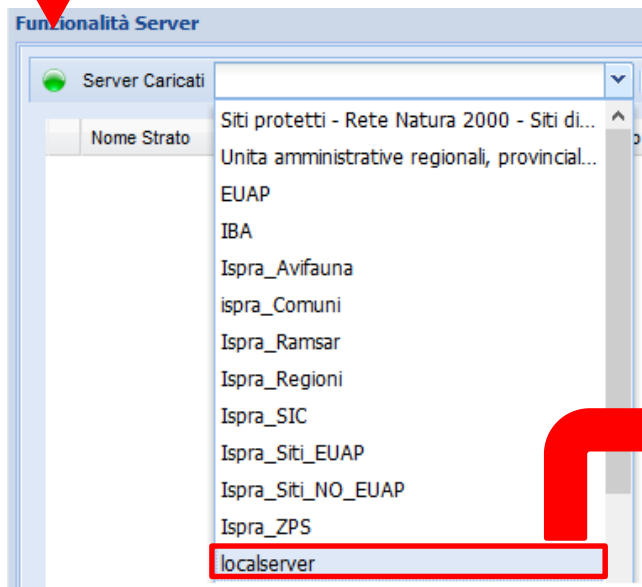 Funzionalità Server
Server Caricati
Nome Strato
Siti protetti - Rete Natura 2000 - Siti di...
Unita amministrative regionali, provincial...
EUAP
IBA
Ispra_Avifauna
ispra_Comuni
Ispra_Ramsar
Ispra_Regioni
Ispra_SIC
Ispra_Siti_EUAP
Ispra_Siti_NO_EUAP
Ispra_ZPS
localserver